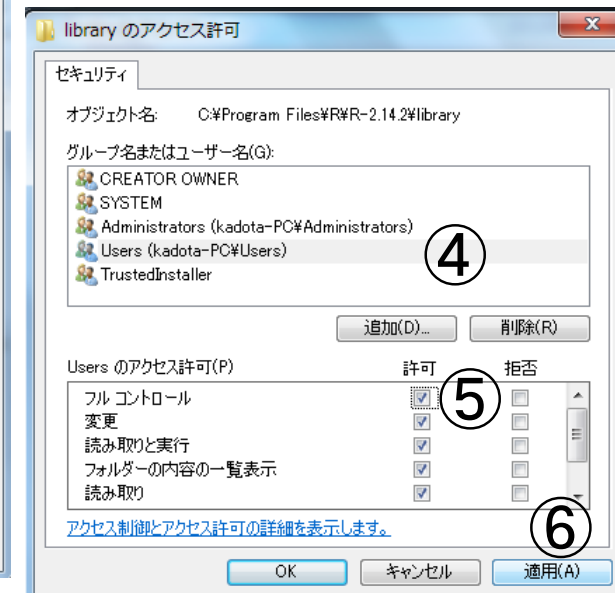 library のアクセス許可
セキュリティ
オブジェクト名: C:¥Program Files¥R¥R-2.14.2¥library
グループ名またはユーザー名(G):
CREATOR OWNER
SYSTEM
Administrators (kadota-PC¥Administrators)
Users (kadota-PC¥Users)
④
TrustedInstaller
追加(D)... 削除(R)
Users のアクセス許可(P) 許可 拒否
フル コントロール
⑤
変更
読み取りと実行
フォルダーの内容の一覧表示
読み取り
アクセス制御とアクセス許可の詳細を表示します。
⑥
OK キャンセル 適用(A)